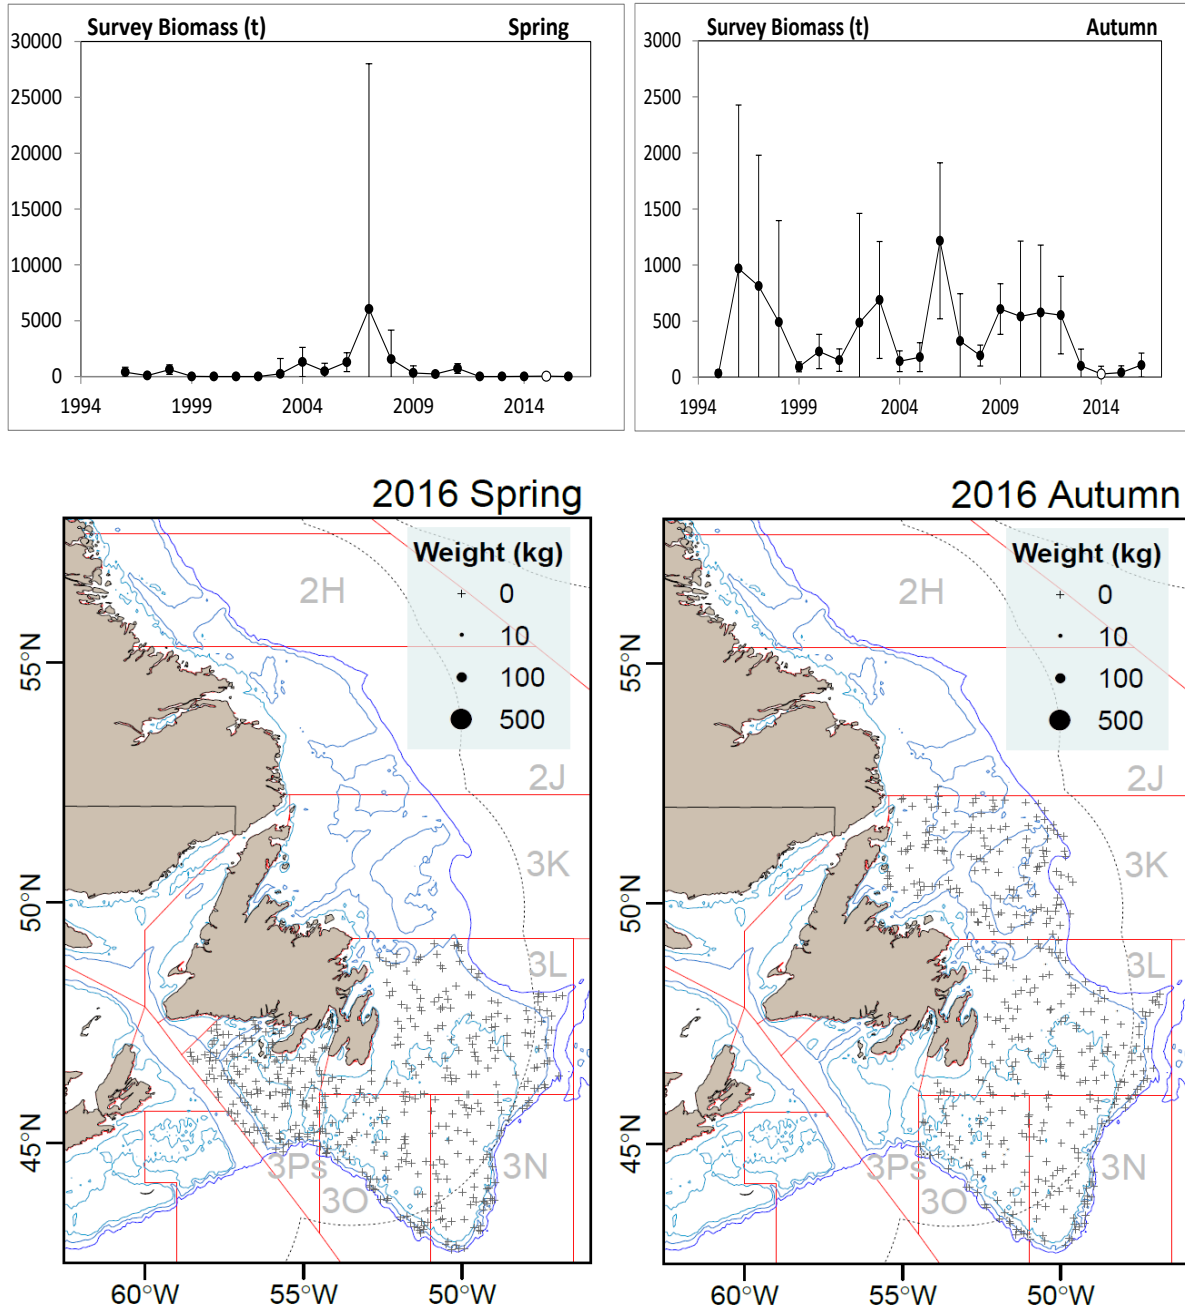 Survey Biomass (t) Spring
30000
25000
20000
15000
10000
5000
0
1994 1999 2004 2009 2014
Survey Biomass (t) Autumn
3000
2500
2000
1500
1000
500
0
1994 1999 2004 2009 2014
2016 Spring
Weight (kg)
0
10
100
500
2H
2J
3K
3L
3N
3O
3Ps
55°N
50°N
45°N
60°W 55°W 50°W
2016 Autumn
Weight (kg)
0
10
100
500
2H
2J
3K
3L
3N
3O
3Ps
55°N
50°N
45°N
60°W 55°W 50°W